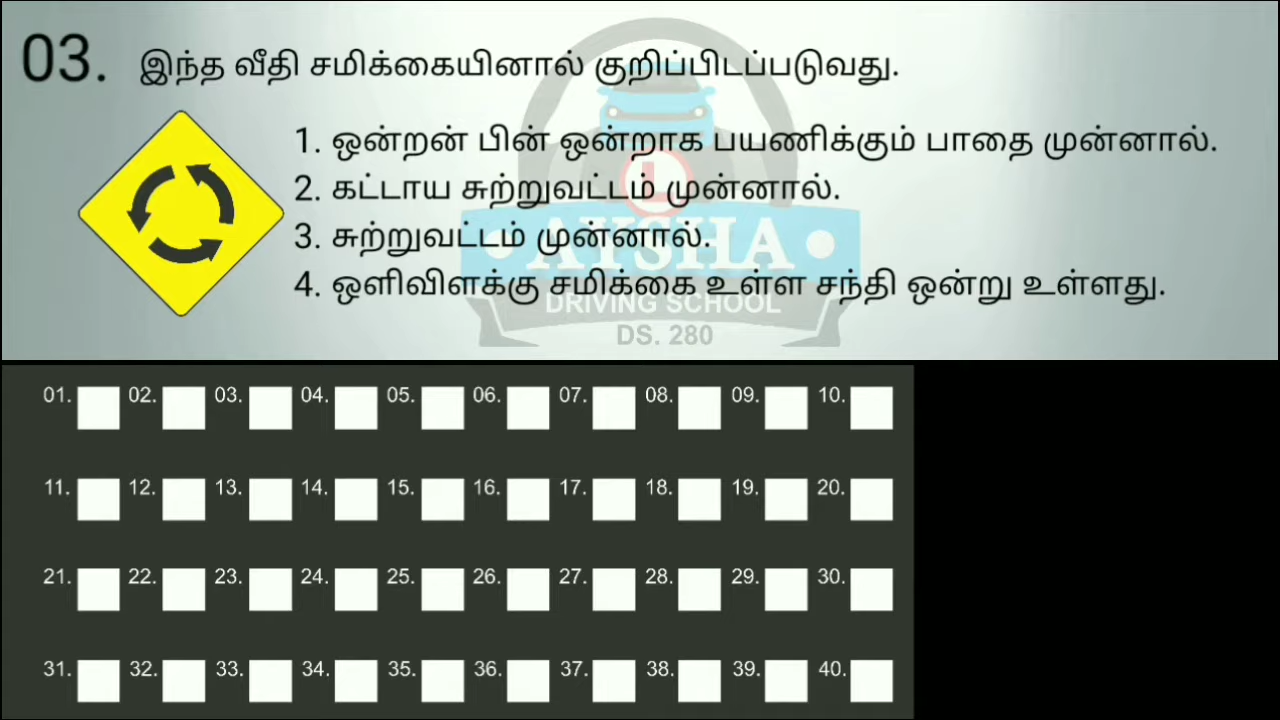 03. இந்த வீதி சமிக்கையினால் குறிப்பிடப்படுவது.
1. ஒன்றன் பின் ஒன்றாக பயணிக்கும் பாதை முன்னால்.
2. கட்டாய சுற்றுவட்டம் முன்னால்.
3. சுற்றுவட்டம் முன்னால்.
4. ஒளிவிளக்கு சமிக்கை உள்ள சந்தி ஒன்று உள்ளது.
L
AYSHA
DRIVING SCHOOL
DS. 280
01. 02. 03. 04. 05. 06. 07. 08. 09. 10.
11. 12. 13. 14. 15. 16. 17. 18. 19. 20.
21. 22. 23. 24. 25. 26. 27. 28. 29. 30.
31. 32. 33. 34. 35. 36. 37. 38. 39. 40.